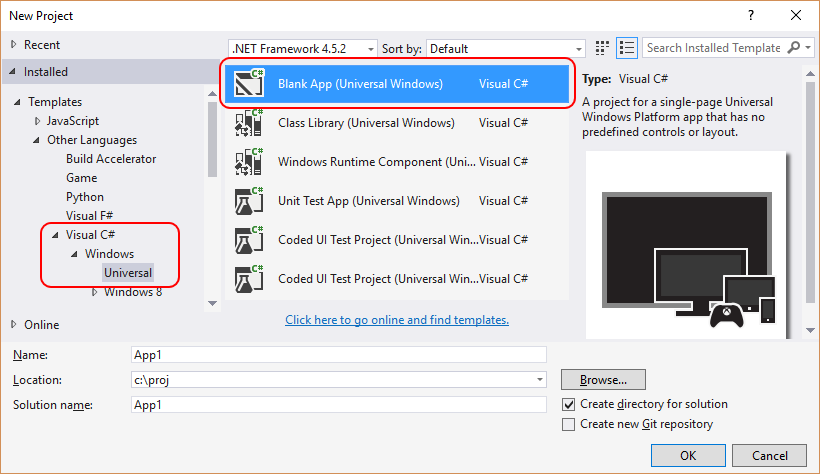 New Project
Recent
.NET Framework 4.5.2
Sort by:
Default
Search Installed Template
Installed
Templates
JavaScript
Other Languages
Build Accelerator
Game
Python
Visual F#
Visual C#
Windows
Universal
Windows 8
Online
C#
Blank App (Universal Windows) Visual C#
C#
Class Library (Universal Windows) Visual C#
C#
Windows Runtime Component (Uni... Visual C#
C#
Unit Test App (Universal Windows) Visual C#
C#
Coded UI Test Project (Universal Win... Visual C#
C#
Coded UI Test Project (Universal Win... Visual C#
Click here to go online and find templates.
Type: Visual C#
A project for a single-page Universal
Windows Platform app that has no
predefined controls or layout.
Name: App1
Location: c:\proj
Browse...
Solution name: App1
Create directory for solution
Create new Git repository
OK
Cancel